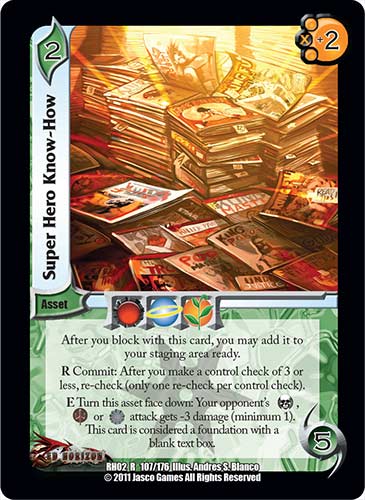 2
+2
Super Hero Know-How
Asset
After you block with this card, you may add it to
your staging area ready.
R Commit: After you make a control check of 3 or
less, re-check (only one re-check per control check).
E Turn this asset face down: Your opponent's
or attack gets -3 damage (minimum 1).
This card is considered a foundation with a
blank text box.
5
RED HORIZON
RH02 R 107/176 Illus. Andres S. Blanco
© 2011 Jasco Games All Rights Reserved